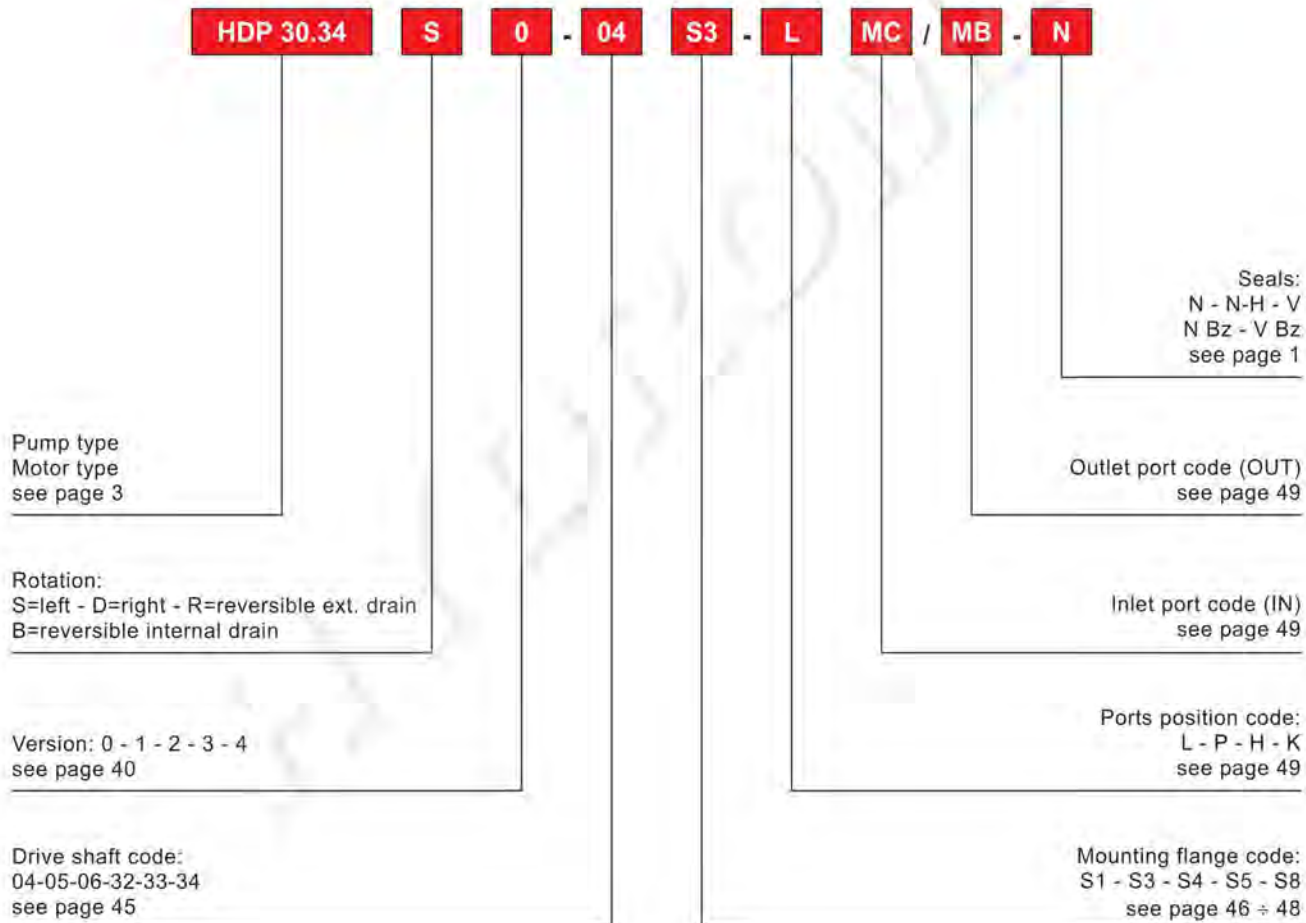 HDP 30.34 S 0 - 04 S3 - L MC / MB - N
Seals:
N - N-H - V
N Bz - V Bz
see page 1
Pump type
Motor type
see page 3
Outlet port code (OUT)
see page 49
Rotation:
S=left - D=right - R=reversible ext. drain
B=reversible internal drain
Inlet port code (IN)
see page 49
Version: 0 - 1 - 2 - 3 - 4
see page 40
Ports position code:
L - P - H - K
see page 49
Drive shaft code:
04-05-06-32-33-34
see page 45
Mounting flange code:
S1 - S3 - S4 - S5 - S8
see page 46 ÷ 48